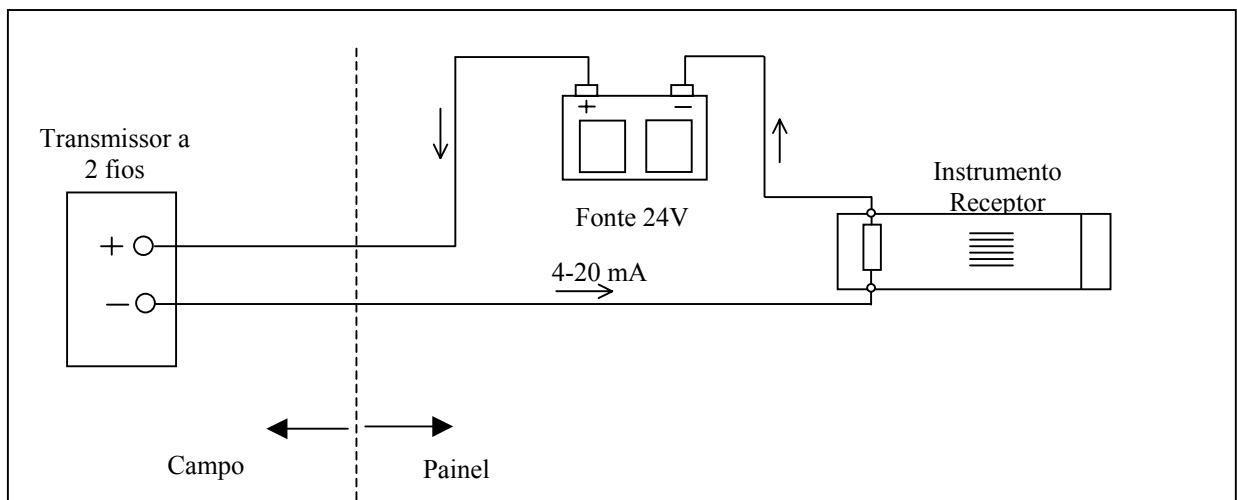 Transmissor a
2 fios
+
−
+ −
Fonte 24V
4-20 mA
Instrumento
Receptor
Campo
Painel